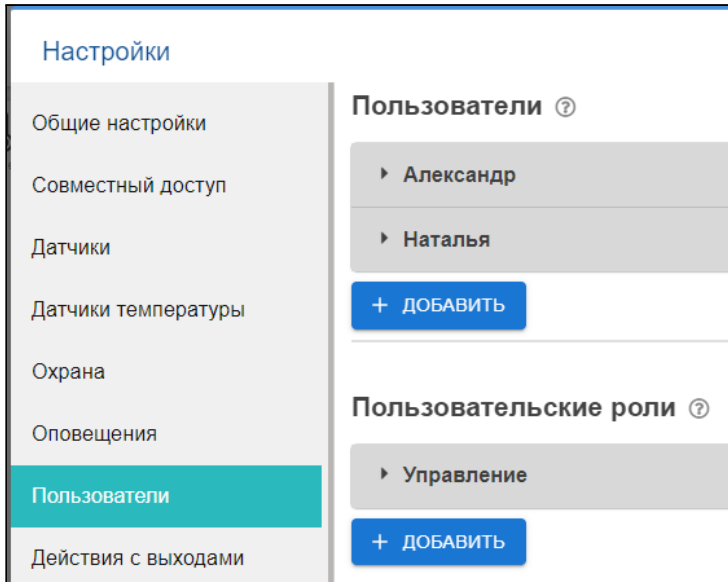 Настройки
Общие настройки
Совместный доступ
Датчики
Датчики температуры
Охрана
Оповещения
Пользователи
Действия с выходами
Пользователи ?
Александр
Наталья
+ ДОБАВИТЬ
Пользовательские роли ?
Управление
+ ДОБАВИТЬ